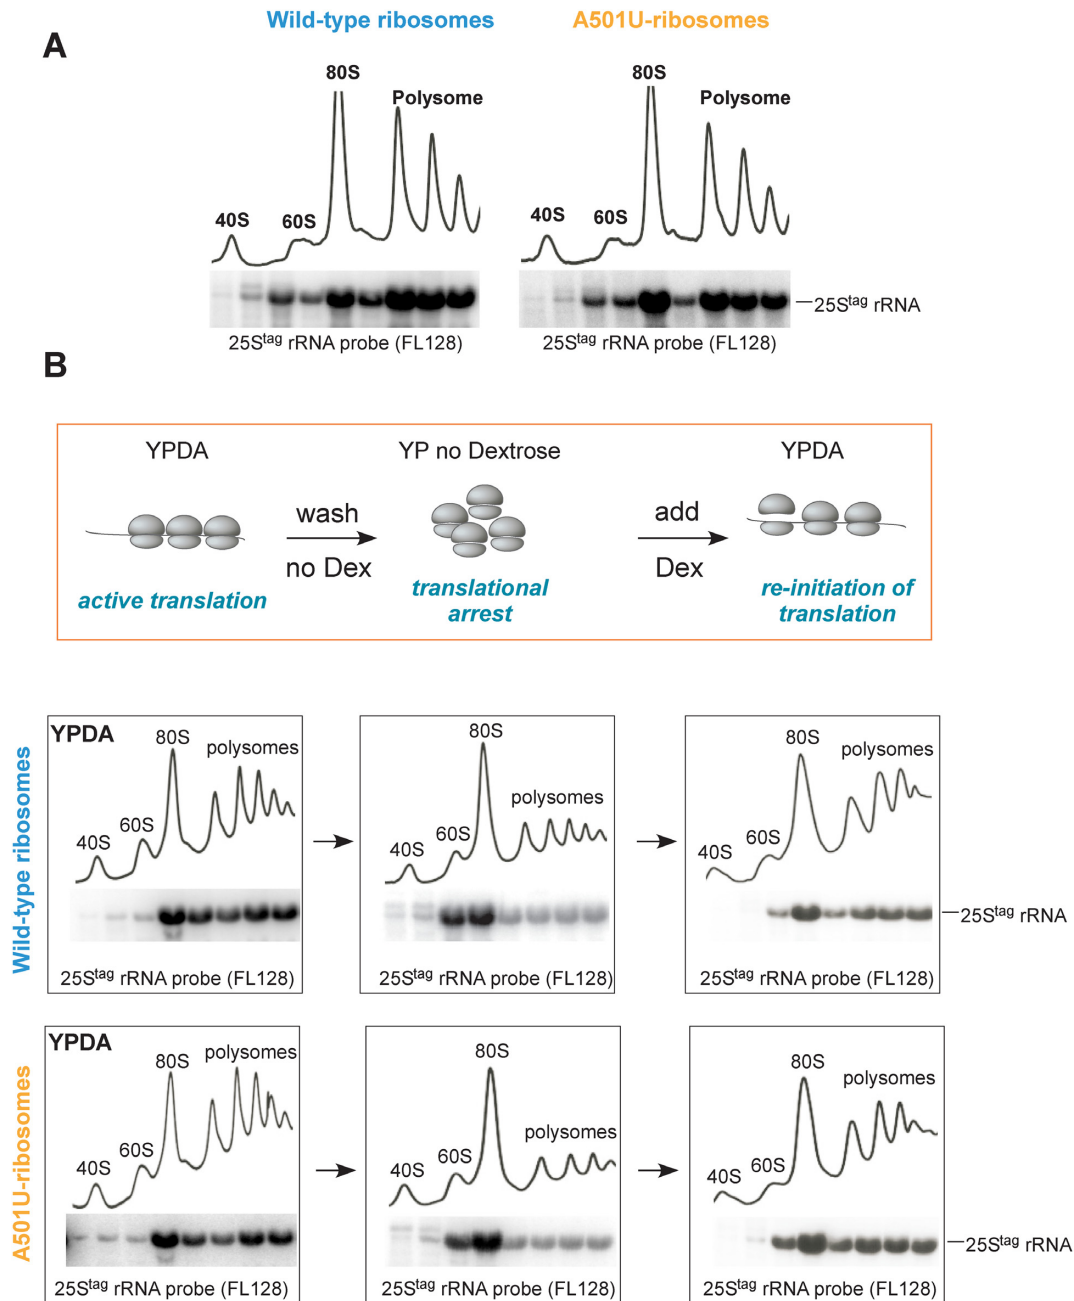 A
Wild-type ribosomes
A501U-ribosomes
80S
Polysome
40S
60S
80S
Polysome
40S
60S
25Stag rRNA
25Stag rRNA probe (FL128)
25Stag rRNA probe (FL128)
B
YPDA
YP no Dextrose
YPDA
wash
no Dex
add
Dex
active translation
translational
arrest
re-initiation of
translation
Wild-type ribosomes
YPDA
80S
polysomes
60S
40S
25Stag rRNA probe (FL128)
80S
polysomes
60S
40S
25Stag rRNA probe (FL128)
80S
polysomes
60S
40S
25Stag rRNA
25Stag rRNA probe (FL128)
A501U-ribosomes
YPDA
80S
polysomes
60S
40S
25Stag rRNA probe (FL128)
80S
polysomes
60S
40S
25Stag rRNA probe (FL128)
80S
polysomes
60S
40S
25Stag rRNA
25Stag rRNA probe (FL128)